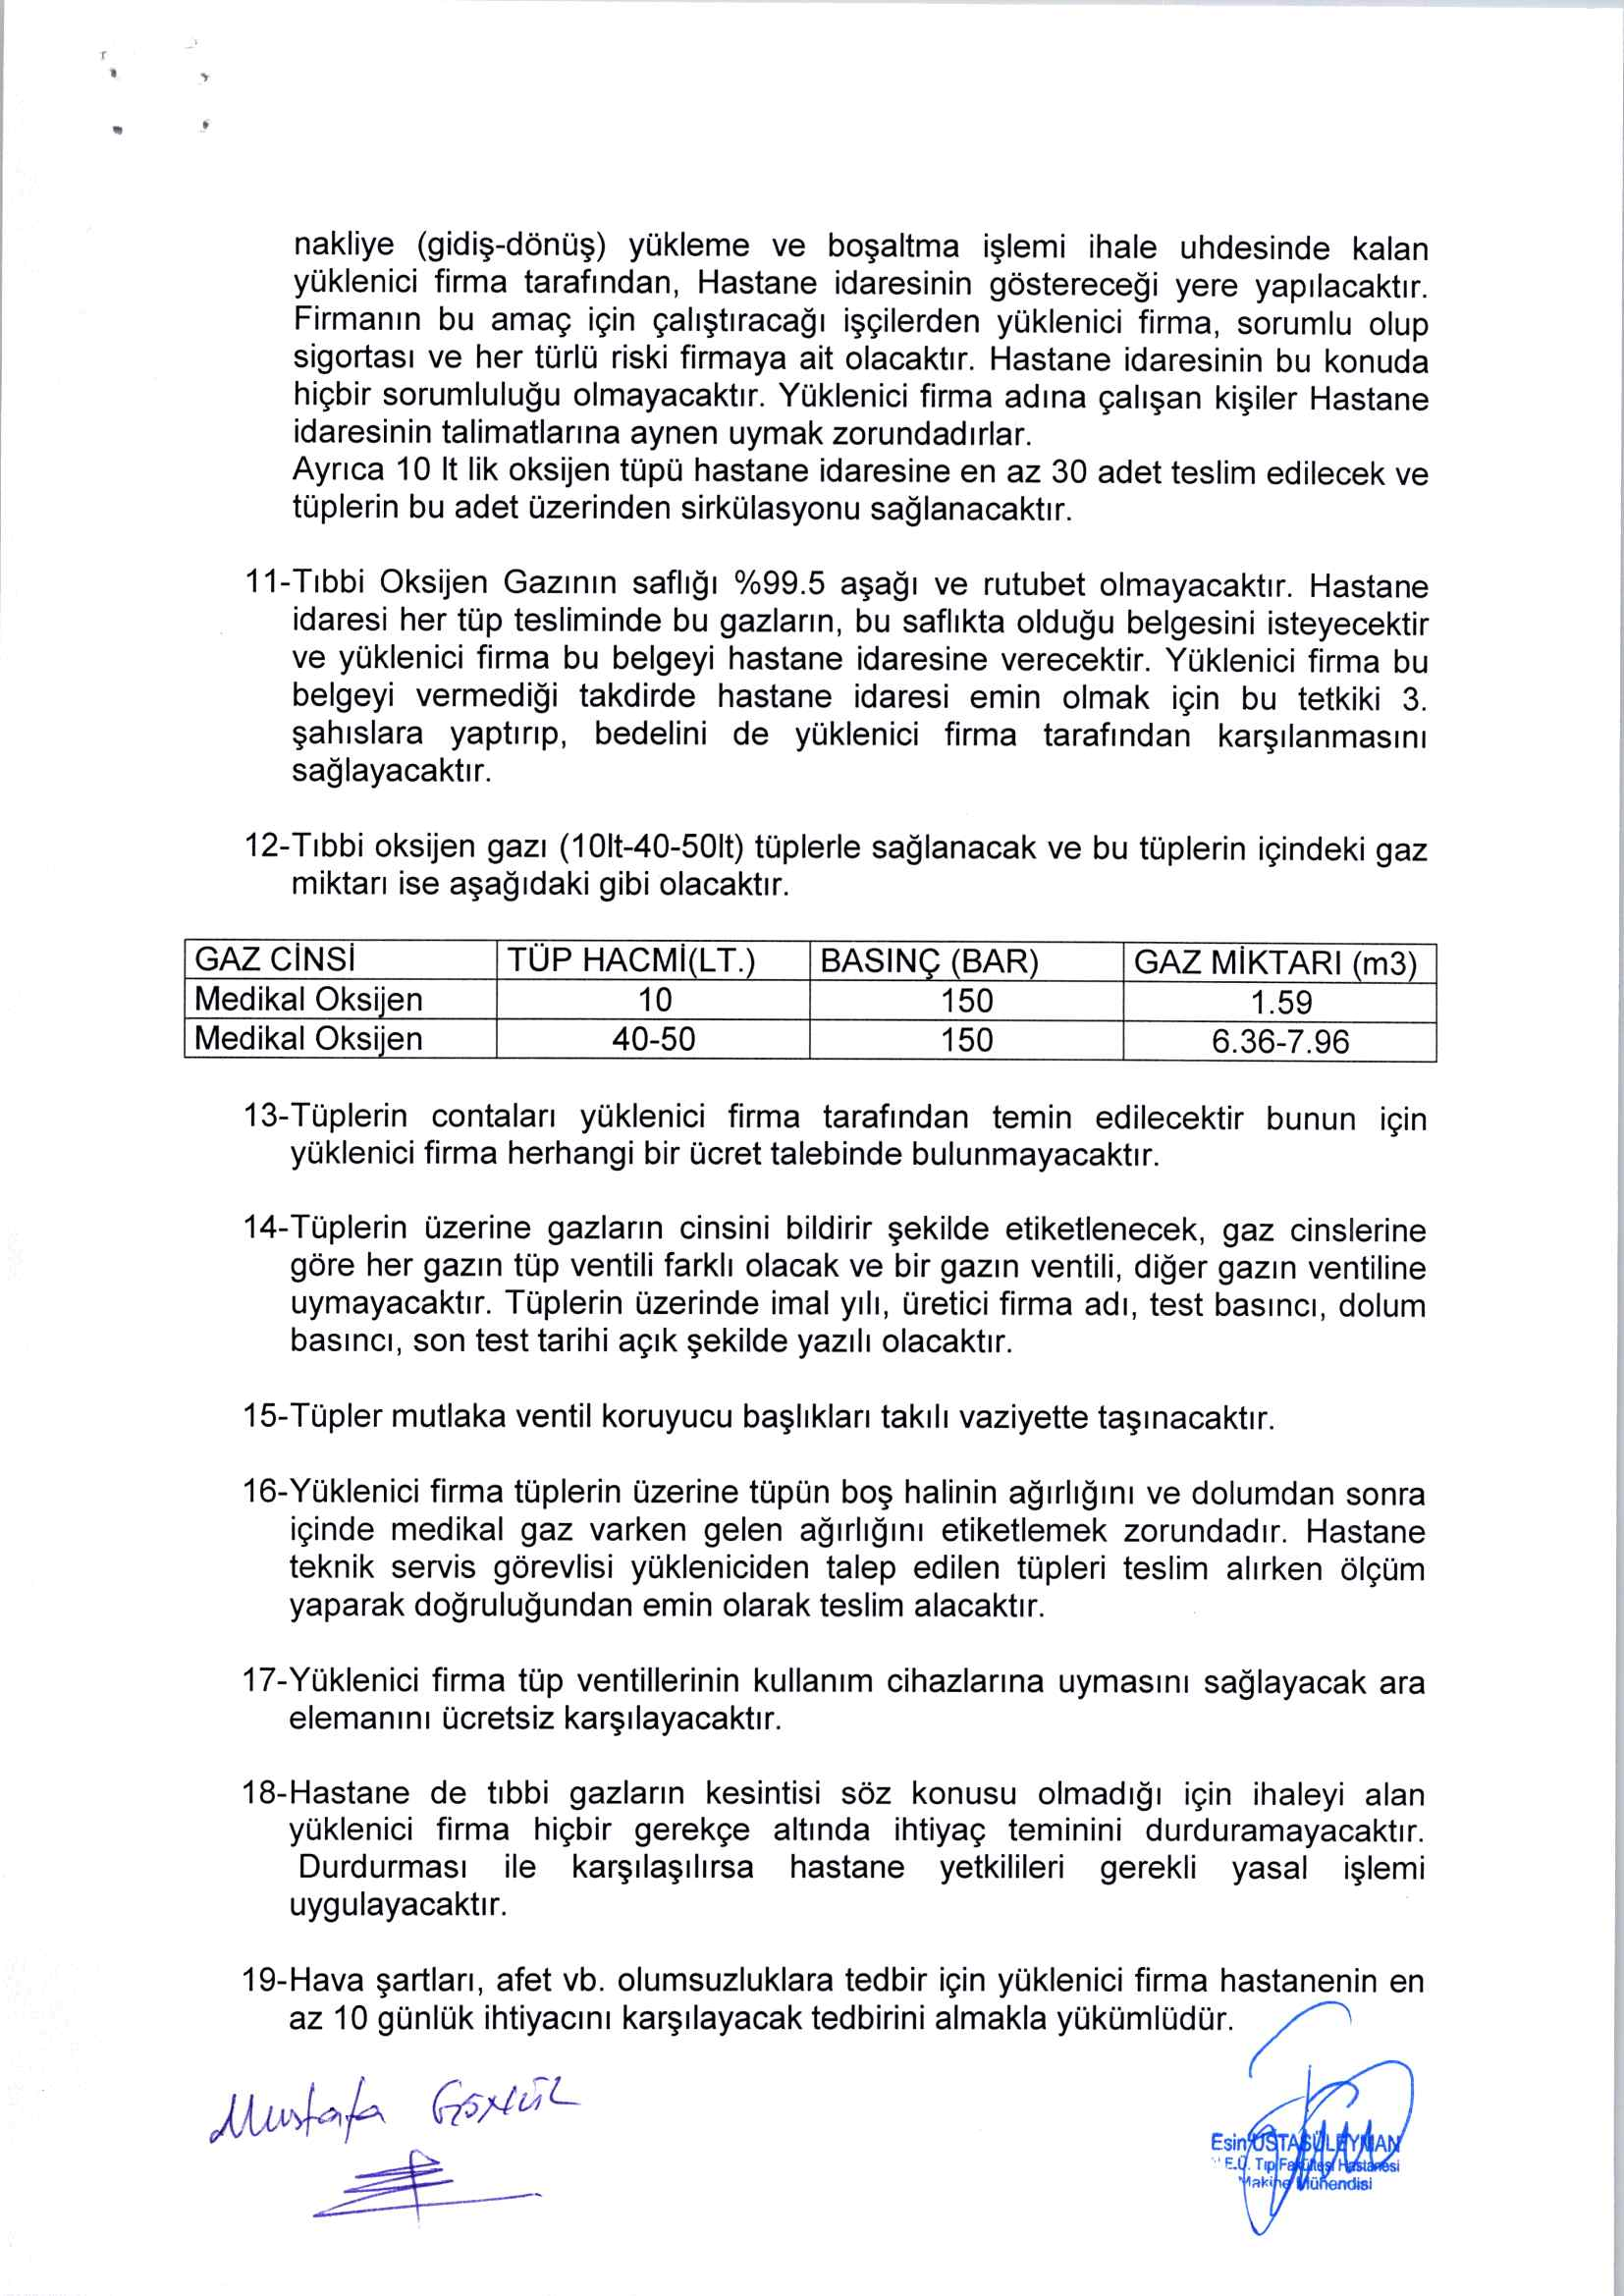 nakliye (gidiş-dönüş) yükleme ve boşaltma işlemi ihale uhdesinde kalan
yüklenici firma tarafından, Hastane idaresinin göstereceği yere yapılacaktır.
Firmanın bu amaç için çalıştıracağı işçilerden yüklenici firma, sorumlu olup
sigortası ve her türlü riski firmaya ait olacaktır. Hastane idaresinin bu konuda
hiçbir sorumluluğu olmayacaktır. Yüklenici firma adına çalışan kişiler Hastane
idaresinin talimatlarına aynen uymak zorundadırlar.
Ayrıca 10 lt lik oksijen tüpü hastane idaresine en az 30 adet teslim edilecek ve
tüplerin bu adet üzerinden sirkülasyonu sağlanacaktır.
11-Tıbbi Oksijen Gazının saflığı %99.5 aşağı ve rutubet olmayacaktır. Hastane
idaresi her tüp tesliminde bu gazların, bu saflıkta olduğu belgesini isteyecektir
ve yüklenici firma bu belgeyi hastane idaresine verecektir. Yüklenici firma bu
belgeyi vermediği takdirde hastane idaresi emin olmak için bu tetkiki 3.
şahıslara yaptırıp, bedelini de yüklenici firma tarafından karşılanmasını
sağlayacaktır.
12-Tıbbi oksijen gazı (10lt-40-50lt) tüplerle sağlanacak ve bu tüplerin içindeki gaz
miktarı ise aşağıdaki gibi olacaktır.
GAZ CİNSİ TÜP HACMİ(LT.) BASINÇ (BAR) GAZ MİKTARI (m3)
Medikal Oksijen 10 150 1.59
Medikal Oksijen 40-50 150 6.36-7.96
13-Tüplerin contaları yüklenici firma tarafından temin edilecektir bunun için
yüklenici firma herhangi bir ücret talebinde bulunmayacaktır.
14-Tüplerin üzerine gazların cinsini bildirir şekilde etiketlenecek, gaz cinslerine
göre her gazın tüp ventili farklı olacak ve bir gazın ventili, diğer gazın ventiline
uymayacaktır. Tüplerin üzerinde imal yılı, üretici firma adı, test basıncı, dolum
basıncı, son test tarihi açık şekilde yazılı olacaktır.
15-Tüpler mutlaka ventil koruyucu başlıkları takılı vaziyette taşınacaktır.
16-Yüklenici firma tüplerin üzerine tüpün boş halinin ağırlığını ve dolumdan sonra
içinde medikal gaz varken gelen ağırlığını etiketlemek zorundadır. Hastane
teknik servis görevlisi yükleniciden talep edilen tüpleri teslim alırken ölçüm
yaparak doğruluğundan emin olarak teslim alacaktır.
17-Yüklenici firma tüp ventillerinin kullanım cihazlarına uymasını sağlayacak ara
elemanını ücretsiz karşılayacaktır.
18-Hastane de tıbbi gazların kesintisi söz konusu olmadığı için ihaleyi alan
yüklenici firma hiçbir gerekçe altında ihtiyaç teminini durduramayacaktır.
Durdurması ile karşılaşılırsa hastane yetkilileri gerekli yasal işlemi
uygulayacaktır.
19-Hava şartları, afet vb. olumsuzluklara tedbir için yüklenici firma hastanenin en
az 10 günlük ihtiyacını karşılayacak tedbirini almakla yükümlüdür.
Mustafa
Esin USTASÜLEYMAN
E.Ü. Tıp Fakültesi Hastanesi
Makine Mühendisi